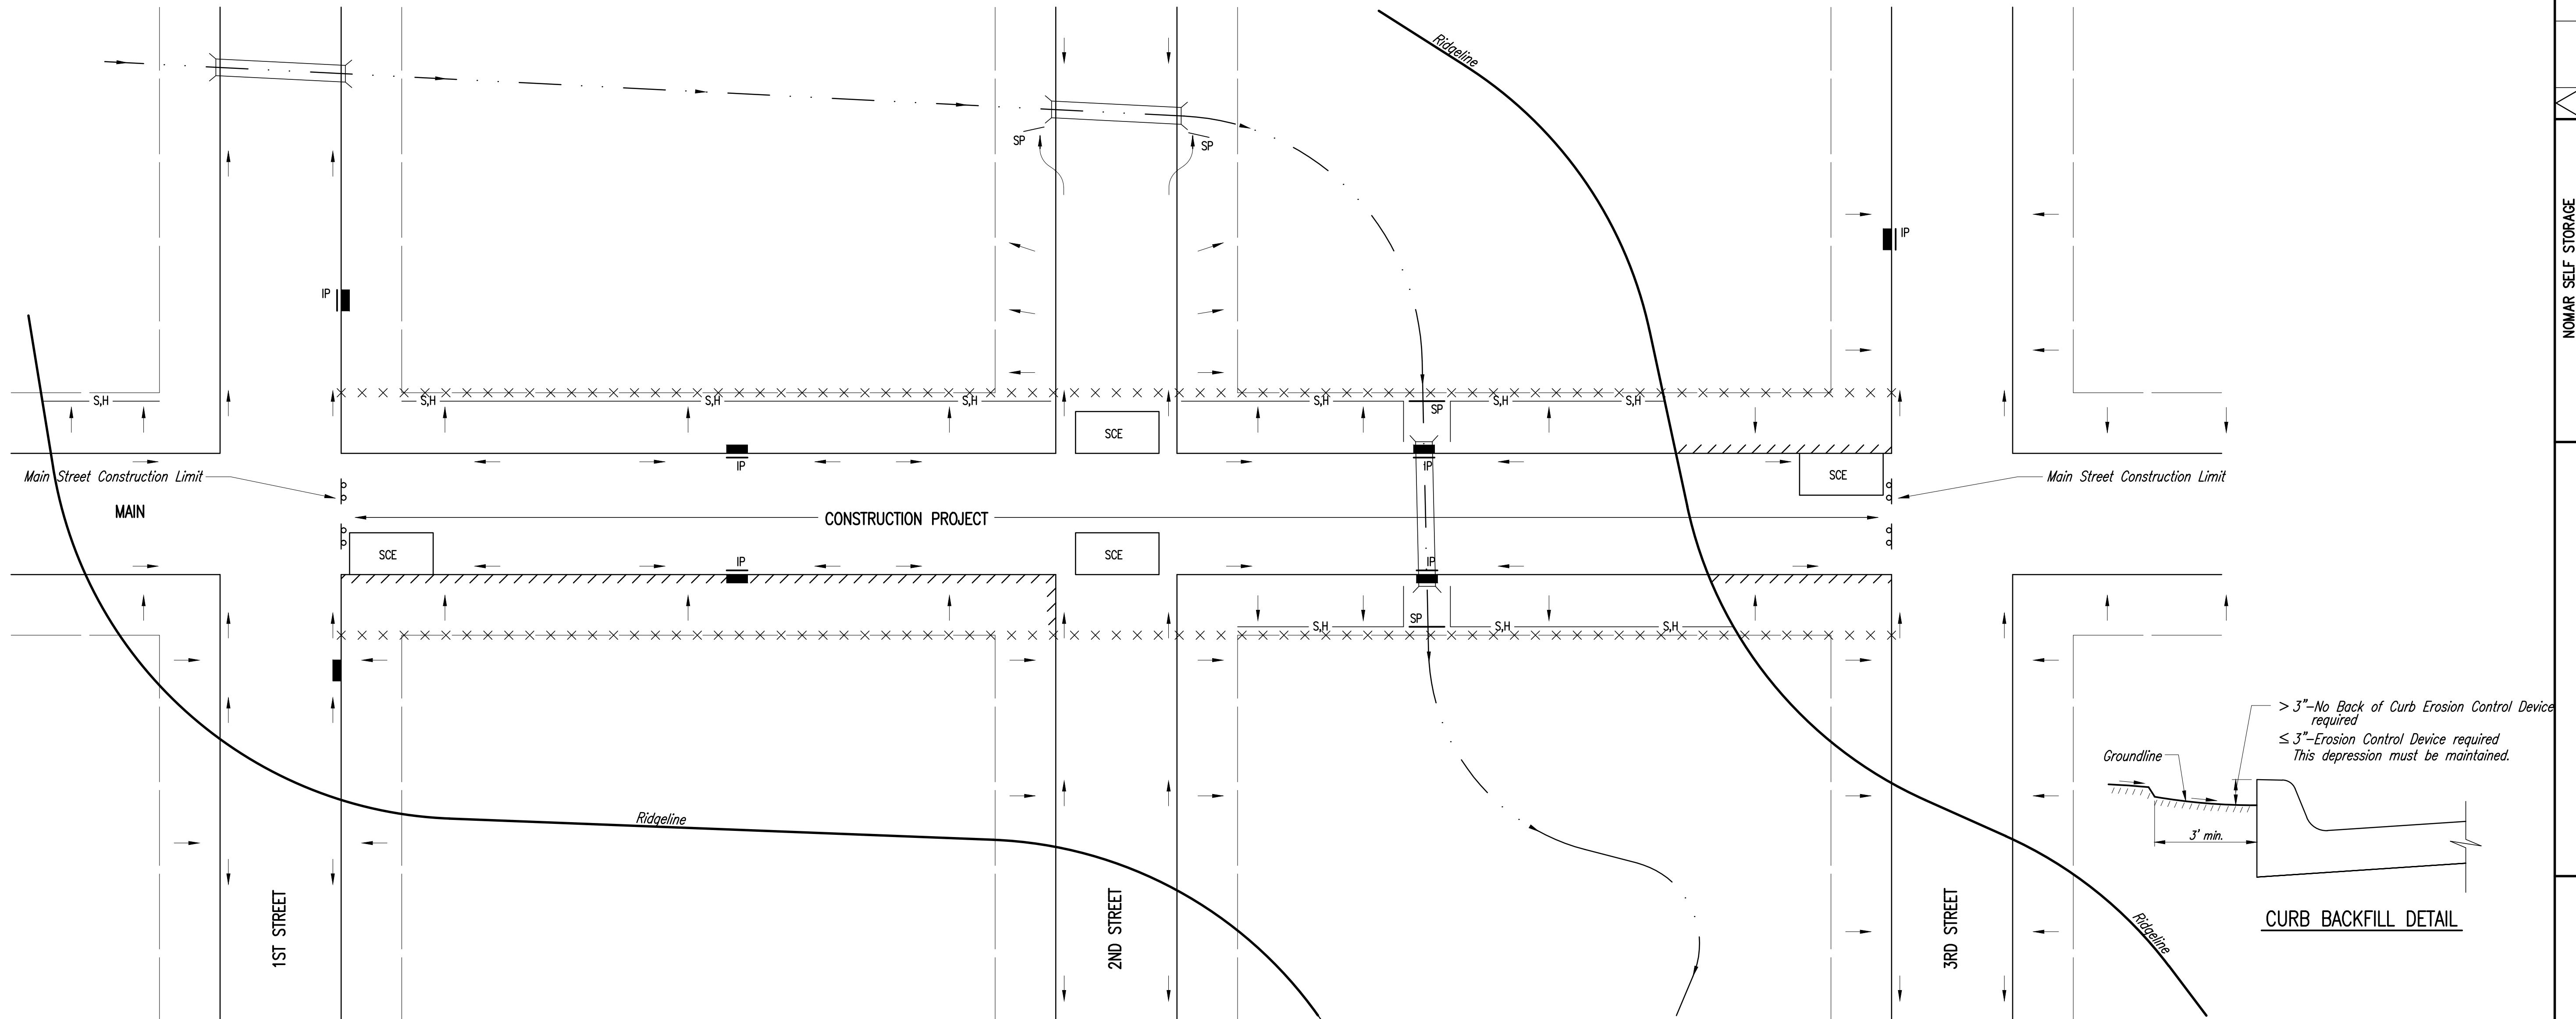 Ridgeline
SP
SP
NOMAR SELF STORAGE
IP
IP
S,H
S,H
S,H
S,H
S,H
S,H
S,H
SP
SCE
IP
IP
SCE
Main Street Construction Limit
Main Street Construction Limit
MAIN
CONSTRUCTION PROJECT
SCE
SCE
IP
IP
S,H
SP
S,H
S,H
> 3"-No Back of Curb Erosion Control Device
required
≤ 3"-Erosion Control Device required
This depression must be maintained.
Groundline
3' min.
Ridgeline
1ST STREET
2ND STREET
3RD STREET
Ridgeline
CURB BACKFILL DETAIL